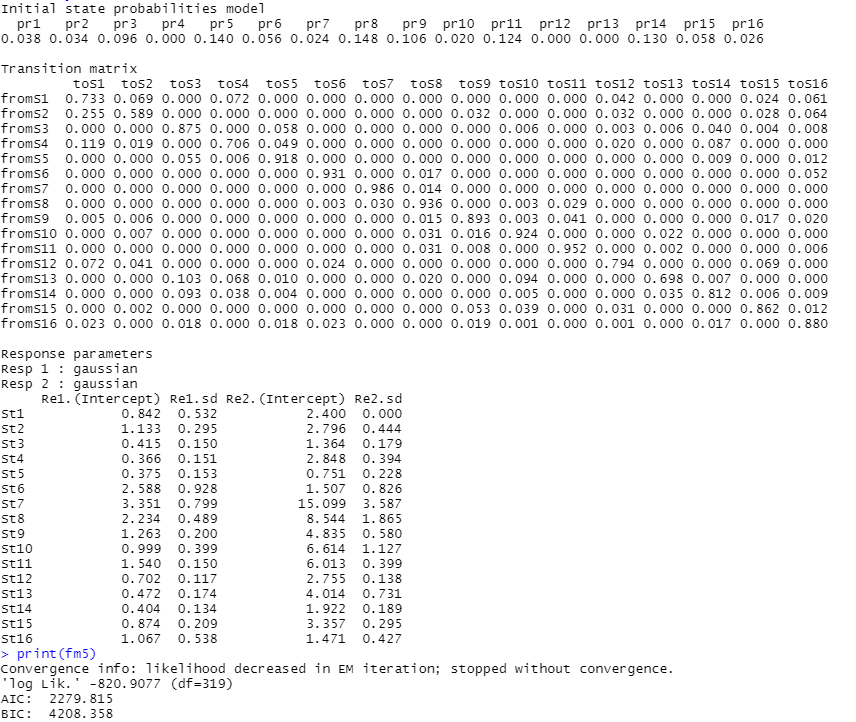 Initial state probabilities model
pr1 pr2 pr3 pr4 pr5 pr6 pr7 pr8 pr9 pr10 pr11 pr12 pr13 pr14 pr15 pr16
0.038 0.034 0.096 0.000 0.140 0.056 0.024 0.148 0.106 0.020 0.124 0.000 0.000 0.130 0.058 0.026
Transition matrix
toS1 toS2 toS3 toS4 toS5 toS6 toS7 toS8 toS9 toS10 toS11 toS12 toS13 toS14 toS15 toS16
fromS1 0.733 0.069 0.000 0.072 0.000 0.000 0.000 0.000 0.000 0.000 0.000 0.042 0.000 0.000 0.024 0.061
fromS2 0.255 0.589 0.000 0.000 0.000 0.000 0.000 0.000 0.032 0.000 0.000 0.032 0.000 0.000 0.028 0.064
fromS3 0.000 0.000 0.875 0.000 0.058 0.000 0.000 0.000 0.000 0.006 0.000 0.003 0.006 0.040 0.004 0.008
fromS4 0.119 0.019 0.000 0.706 0.049 0.000 0.000 0.000 0.000 0.000 0.000 0.020 0.000 0.087 0.000 0.000
fromS5 0.000 0.000 0.055 0.006 0.918 0.000 0.000 0.000 0.000 0.000 0.000 0.000 0.000 0.009 0.000 0.012
fromS6 0.000 0.000 0.000 0.000 0.000 0.931 0.000 0.017 0.000 0.000 0.000 0.000 0.000 0.000 0.000 0.052
fromS7 0.000 0.000 0.000 0.000 0.000 0.000 0.986 0.014 0.000 0.000 0.000 0.000 0.000 0.000 0.000 0.000
fromS8 0.000 0.000 0.000 0.000 0.000 0.003 0.030 0.936 0.000 0.003 0.029 0.000 0.000 0.000 0.000 0.000
fromS9 0.005 0.006 0.000 0.000 0.000 0.000 0.000 0.015 0.893 0.003 0.041 0.000 0.000 0.000 0.017 0.020
fromS10 0.000 0.007 0.000 0.000 0.000 0.000 0.000 0.031 0.016 0.924 0.000 0.000 0.022 0.000 0.000 0.000
fromS11 0.000 0.000 0.000 0.000 0.000 0.000 0.000 0.031 0.008 0.000 0.952 0.000 0.002 0.000 0.000 0.006
fromS12 0.072 0.041 0.000 0.000 0.000 0.024 0.000 0.000 0.000 0.000 0.000 0.794 0.000 0.000 0.069 0.000
fromS13 0.000 0.000 0.103 0.068 0.010 0.000 0.000 0.020 0.000 0.094 0.000 0.000 0.698 0.007 0.000 0.000
fromS14 0.000 0.000 0.093 0.038 0.004 0.000 0.000 0.000 0.000 0.005 0.000 0.000 0.035 0.812 0.006 0.009
fromS15 0.000 0.002 0.000 0.000 0.000 0.000 0.000 0.000 0.053 0.039 0.000 0.031 0.000 0.000 0.862 0.012
fromS16 0.023 0.000 0.018 0.000 0.018 0.023 0.000 0.000 0.019 0.001 0.000 0.001 0.000 0.017 0.000 0.880
Response parameters
Resp 1 : gaussian
Resp 2 : gaussian
Re1.(Intercept) Re1.sd Re2.(Intercept) Re2.sd
St1 0.842 0.532 2.400 0.000
St2 1.133 0.295 2.796 0.444
St3 0.415 0.150 1.364 0.179
St4 0.366 0.151 2.848 0.394
St5 0.375 0.153 0.751 0.228
St6 2.588 0.928 1.507 0.826
St7 3.351 0.799 15.099 3.587
St8 2.234 0.489 8.544 1.865
St9 1.263 0.200 4.835 0.580
St10 0.999 0.399 6.614 1.127
St11 1.540 0.150 6.013 0.399
St12 0.702 0.117 2.755 0.138
St13 0.472 0.174 4.014 0.731
St14 0.404 0.134 1.922 0.189
St15 0.874 0.209 3.357 0.295
St16 1.067 0.538 1.471 0.427
> print(fm5)
Convergence info: likelihood decreased in EM iteration; stopped without convergence.
'log Lik.' -820.9077 (df=319)
AIC: 2279.815
BIC: 4208.358